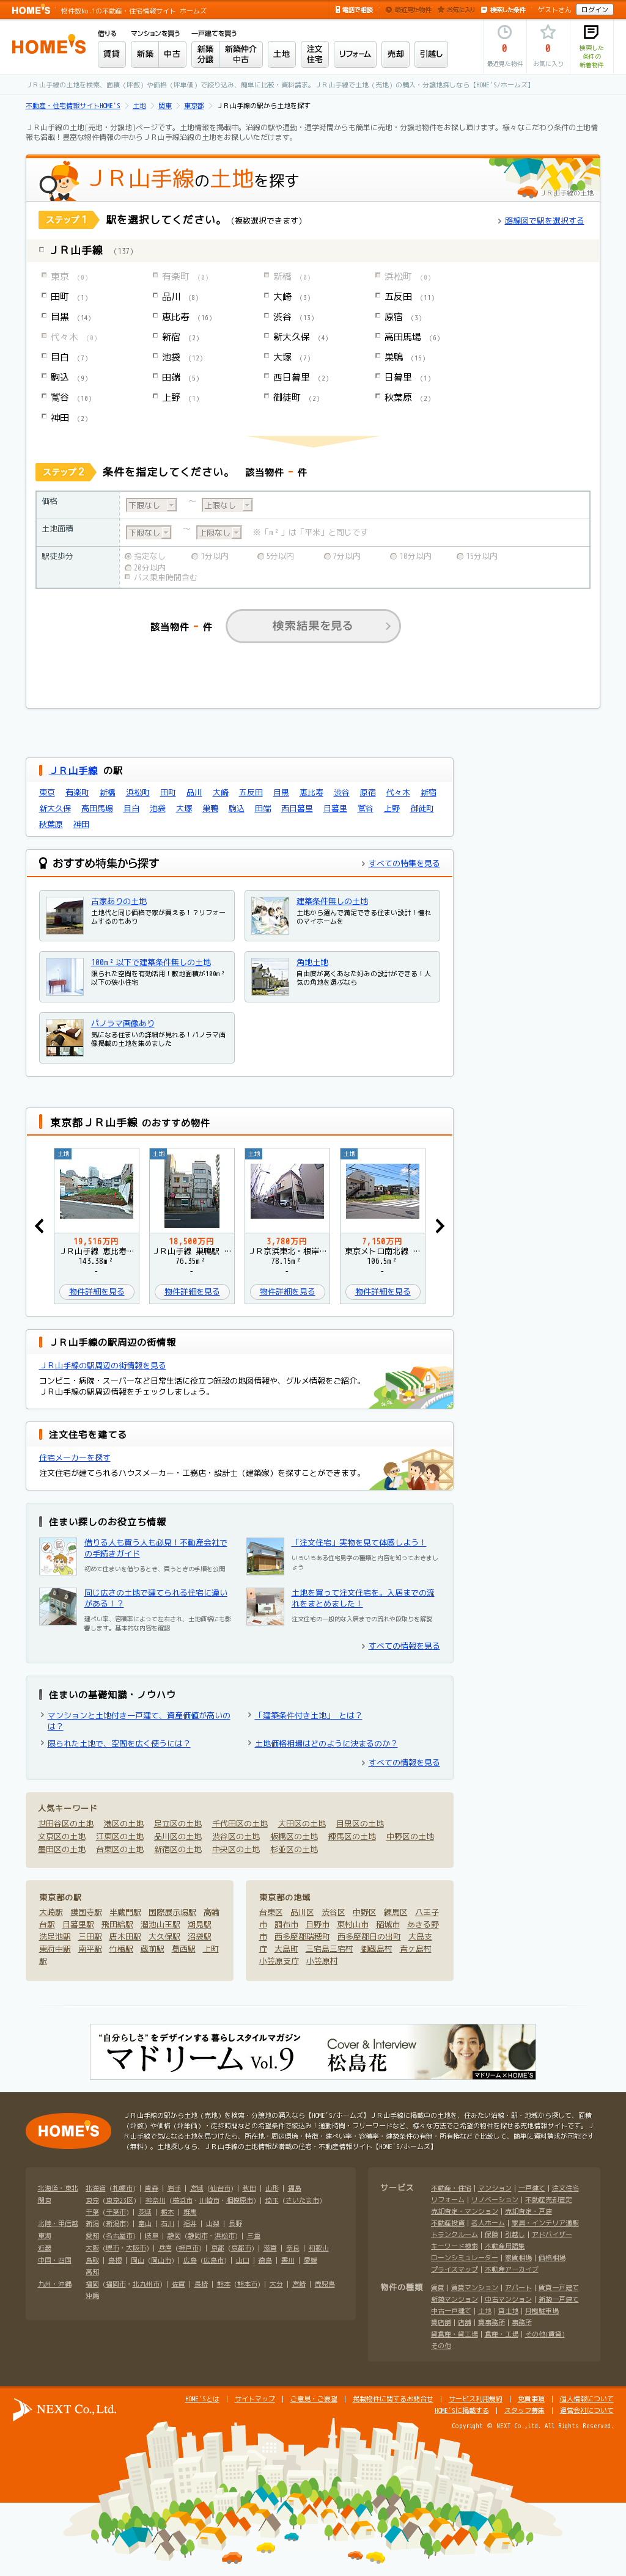 HOME'S 物件数No.1の不動産・住宅情報サイト ホームズ
電話で相談 最近見た物件 お気に入り 検索した条件 ゲストさん ログイン
HOME'S
借りる マンションを買う 一戸建てを買う
賃貸 新築 中古 新築分譲 新築仲介中古 土地 注文住宅 リフォーム 売却 引越し
0 最近見た物件
0 お気に入り
検索した条件の新着物件
ＪＲ山手線の土地を検索、面積（坪数）や価格（坪単価）で絞り込み、簡単に比較・資料請求。ＪＲ山手線で土地（売地）の購入・分譲地探しなら【HOME'S/ホームズ】
不動産・住宅情報サイトHOME'S > 土地 > 関東 > 東京都 > ＪＲ山手線の駅から土地を探す
ＪＲ山手線の土地[売地・分譲地]ページです。土地情報を掲載中。沿線の駅や通勤・通学時間からも簡単に売地・分譲地物件をお探し頂けます。様々なこだわり条件の土地情報も満載！豊富な物件情報の中からＪＲ山手線沿線の土地をお探しいただけます。
ＪＲ山手線の土地を探す
ＪＲ山手線の土地
ステップ1 駅を選択してください。（複数選択できます）
路線図で駅を選択する
ＪＲ山手線 (137)
東京 (0) 有楽町 (0) 新橋 (0) 浜松町 (0)
田町 (1) 品川 (8) 大崎 (3) 五反田 (11)
目黒 (14) 恵比寿 (16) 渋谷 (13) 原宿 (3)
代々木 (0) 新宿 (2) 新大久保 (4) 高田馬場 (6)
目白 (7) 池袋 (12) 大塚 (7) 巣鴨 (15)
駒込 (9) 田端 (5) 西日暮里 (2) 日暮里 (1)
鶯谷 (10) 上野 (1) 御徒町 (2) 秋葉原 (2)
神田 (2)
ステップ2 条件を指定してください。 該当物件 - 件
価格 下限なし 〜 上限なし
土地面積 下限なし 〜 上限なし ※「m²」は「平米」と同じです
駅徒歩分 指定なし 1分以内 5分以内 7分以内 10分以内 15分以内
20分以内
バス乗車時間含む
該当物件 - 件 検索結果を見る
ＪＲ山手線 の駅
東京 有楽町 新橋 浜松町 田町 品川 大崎 五反田 目黒 恵比寿 渋谷 原宿 代々木 新宿
新大久保 高田馬場 目白 池袋 大塚 巣鴨 駒込 田端 西日暮里 日暮里 鶯谷 上野 御徒町
秋葉原 神田
おすすめ特集から探す
すべての特集を見る
古家ありの土地
土地代と同じ価格で家が買える！？リフォームするのもあり
建築条件無しの土地
土地から選んで満足できる住まい設計！憧れのマイホームを
100m²以下で建築条件無しの土地
限られた空間を有効活用！敷地面積が100m²以下の狭小住宅
角地土地
自由度が高くあなた好みの設計ができる！人気の角地を選ぶなら
パノラマ画像あり
気になる住まいの詳細が見れる！パノラマ画像掲載の土地を集めました
東京都ＪＲ山手線 のおすすめ物件
土地 土地 土地 土地
19,516万円 18,500万円 3,780万円 7,150万円
ＪＲ山手線 恵比寿… ＪＲ山手線 巣鴨駅 … ＪＲ京浜東北・根岸… 東京メトロ南北線 …
143.38m² 76.35m² 78.15m² 106.5m²
- - - -
物件詳細を見る 物件詳細を見る 物件詳細を見る 物件詳細を見る
ＪＲ山手線の駅周辺の街情報
ＪＲ山手線の駅周辺の街情報を見る
コンビニ・病院・スーパーなど日常生活に役立つ施設の地図情報や、グルメ情報をご紹介。
ＪＲ山手線の駅周辺情報をチェックしましょう。
注文住宅を建てる
住宅メーカーを探す
注文住宅が建てられるハウスメーカー・工務店・設計士（建築家）を探すことができます。
住まい探しのお役立ち情報
借りる人も買う人も必見！不動産会社での手続きガイド
初めて住まいを借りるとき、買うときの手順を公開
「注文住宅」実物を見て体感しよう！
いろいろある住宅見学の種類と内容を知っておきましょう
同じ広さの土地で建てられる住宅に違いがある！？
建ぺい率、容積率によって左右され、土地価格にも影響します。基本的な内容を確認
土地を買って注文住宅を。入居までの流れをまとめました！
注文住宅の一般的な入居までの流れや段取りを解説
すべての情報を見る
住まいの基礎知識・ノウハウ
マンションと土地付き一戸建て、資産価値が高いのは？
「建築条件付き土地」 とは？
限られた土地で、空間を広く使うには？
土地価格相場はどのように決まるのか？
すべての情報を見る
人気キーワード
世田谷区の土地 港区の土地 足立区の土地 千代田区の土地 大田区の土地 目黒区の土地
文京区の土地 江東区の土地 品川区の土地 渋谷区の土地 板橋区の土地 練馬区の土地 中野区の土地
墨田区の土地 台東区の土地 新宿区の土地 中央区の土地 杉並区の土地
東京都の駅
大崎駅 護国寺駅 半蔵門駅 国際展示場駅 高輪台駅 日暮里駅 飛田給駅 溜池山王駅 潮見駅
洗足池駅 三田駅 唐木田駅 大久保駅 沼袋駅
東府中駅 南平駅 竹橋駅 蔵前駅 葛西駅 上町駅
東京都の地域
台東区 品川区 渋谷区 中野区 練馬区 八王子市 調布市 日野市 東村山市 稲城市 あきる野市 西多摩郡瑞穂町 西多摩郡日の出町 大島支庁 大島町 三宅島三宅村 御蔵島村 青ヶ島村
小笠原支庁 小笠原村
“自分らしさ”をデザインする 暮らしスタイルマガジン
マドリーム Vol.9
Cover & Interview
松島花
マドリーム×HOME'S
HOME'S
ＪＲ山手線の駅から土地（売地）を検索・分譲地の購入なら【HOME'S/ホームズ】ＪＲ山手線に掲載中の土地を、住みたい沿線・駅・地域から探して、面積（坪数）や価格（坪単価）・徒歩時間などの希望条件で絞込み！通勤時間・フリーワードなど、様々な方法でご希望の物件を探せる売地情報サイトです。ＪＲ山手線で気になる土地を見つけたら、所在地・周辺環境・特徴・建ぺい率・容積率・建築条件の有無・所有権などで比較して、簡単に資料請求が可能です（無料）。土地探しなら、ＪＲ山手線の土地情報が満載の住宅・不動産情報サイト【HOME'S/ホームズ】
北海道・東北 北海道 (札幌市) | 青森 | 岩手 | 宮城 (仙台市) | 秋田 | 山形 | 福島
関東 東京 (東京23区) | 神奈川 (横浜市・川崎市・相模原市) | 埼玉 (さいたま市)
千葉 (千葉市) | 茨城 | 栃木 | 群馬
北陸・甲信越 新潟 (新潟市) | 富山 | 石川 | 福井 | 山梨 | 長野
東海 愛知 (名古屋市) | 岐阜 | 静岡 (静岡市・浜松市) | 三重
近畿 大阪 (堺市・大阪市) | 兵庫 (神戸市) | 京都 (京都市) | 滋賀 | 奈良 | 和歌山
中国・四国 鳥取 | 島根 | 岡山 (岡山市) | 広島 (広島市) | 山口 | 徳島 | 香川 | 愛媛
高知
九州・沖縄 福岡 (福岡市・北九州市) | 佐賀 | 長崎 | 熊本 (熊本市) | 大分 | 宮崎 | 鹿児島
沖縄
サービス 不動産・住宅 | マンション | 一戸建て | 注文住宅
リフォーム | リノベーション | 不動産売却査定
売却査定・マンション | 売却査定・戸建
不動産投資 | 老人ホーム | 家具・インテリア通販
トランクルーム | 保険 | 引越し | アドバイザー
キーワード検索 | 不動産用語集
ローンシミュレーター | 家賃相場 | 価格相場
プライスマップ | 不動産アーカイブ
物件の種類 賃貸 | 賃貸マンション | アパート | 賃貸一戸建て
新築マンション | 中古マンション | 新築一戸建て
中古一戸建て | 土地 | 貸土地 | 月極駐車場
貸店舗 | 店舗 | 貸事務所 | 事務所
貸倉庫・貸工場 | 倉庫・工場 | その他(賃貸)
その他
NEXT Co.,Ltd.
HOME'Sとは | サイトマップ | ご意見・ご要望 | 掲載物件に関するお問合せ | サービス利用規約 | 免責事項 | 個人情報について
HOME'Sに掲載する | スタッフ募集 | 運営会社について
Copyright © NEXT Co.,Ltd. All Rights Reserved.